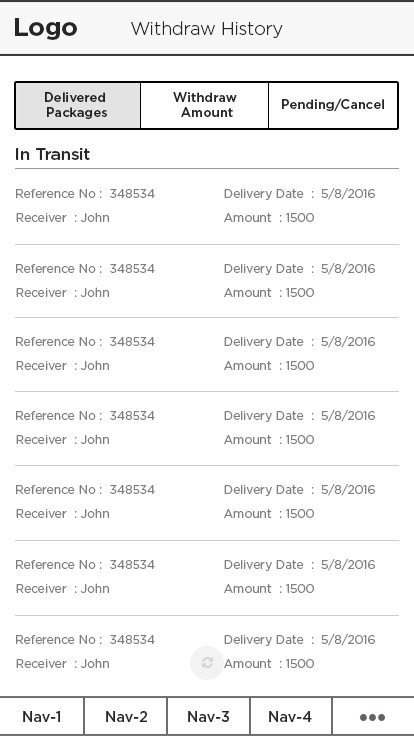 Logo Withdraw History
Delivered Packages
Withdraw Amount
Pending/Cancel
In Transit
Reference No : 348534 Delivery Date : 5/8/2016
Receiver : John Amount : 1500
Reference No : 348534 Delivery Date : 5/8/2016
Receiver : John Amount : 1500
Reference No : 348534 Delivery Date : 5/8/2016
Receiver : John Amount : 1500
Reference No : 348534 Delivery Date : 5/8/2016
Receiver : John Amount : 1500
Reference No : 348534 Delivery Date : 5/8/2016
Receiver : John Amount : 1500
Reference No : 348534 Delivery Date : 5/8/2016
Receiver : John Amount : 1500
Reference No : 348534 Delivery Date : 5/8/2016
Receiver : John Amount : 1500
Nav-1 Nav-2 Nav-3 Nav-4